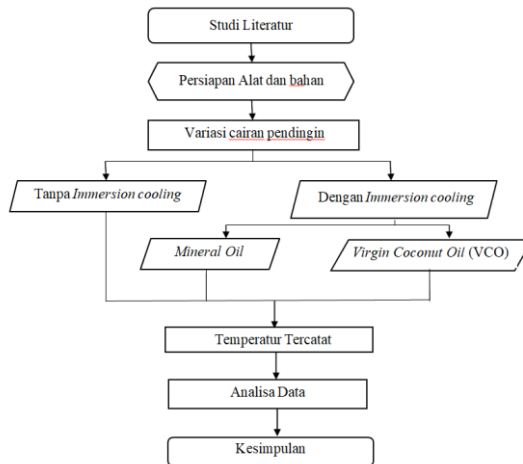 Studi Literatur
Persiapan Alat dan bahan
Variasi cairan pendingin
Tanpa Immersion cooling
Dengan Immersion cooling
Mineral Oil
Virgin Coconut Oil (VCO)
Temperatur Tercatat
Analisa Data
Kesimpulan